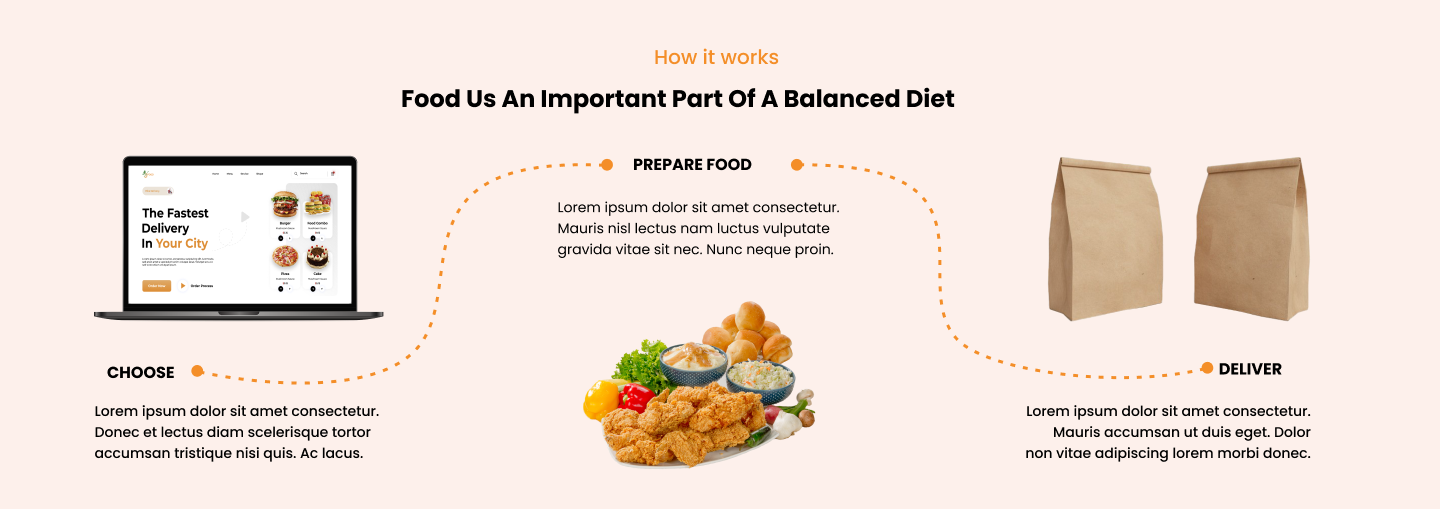 How it works
Food Us An Important Part Of A Balanced Diet
The Fastest
Delivery
In Your City
Order Now
Order Process
Burger
Food Combo
Pizza
Cake
PREPARE FOOD
Lorem ipsum dolor sit amet consectetur.
Mauris nisl lectus nam luctus vulputate
gravida vitae sit nec. Nunc neque proin.
CHOOSE
Lorem ipsum dolor sit amet consectetur.
Donec et lectus diam scelerisque tortor
accumsan tristique nisi quis. Ac lacus.
DELIVER
Lorem ipsum dolor sit amet consectetur.
Mauris accumsan ut duis eget. Dolor
non vitae adipiscing lorem morbi donec.